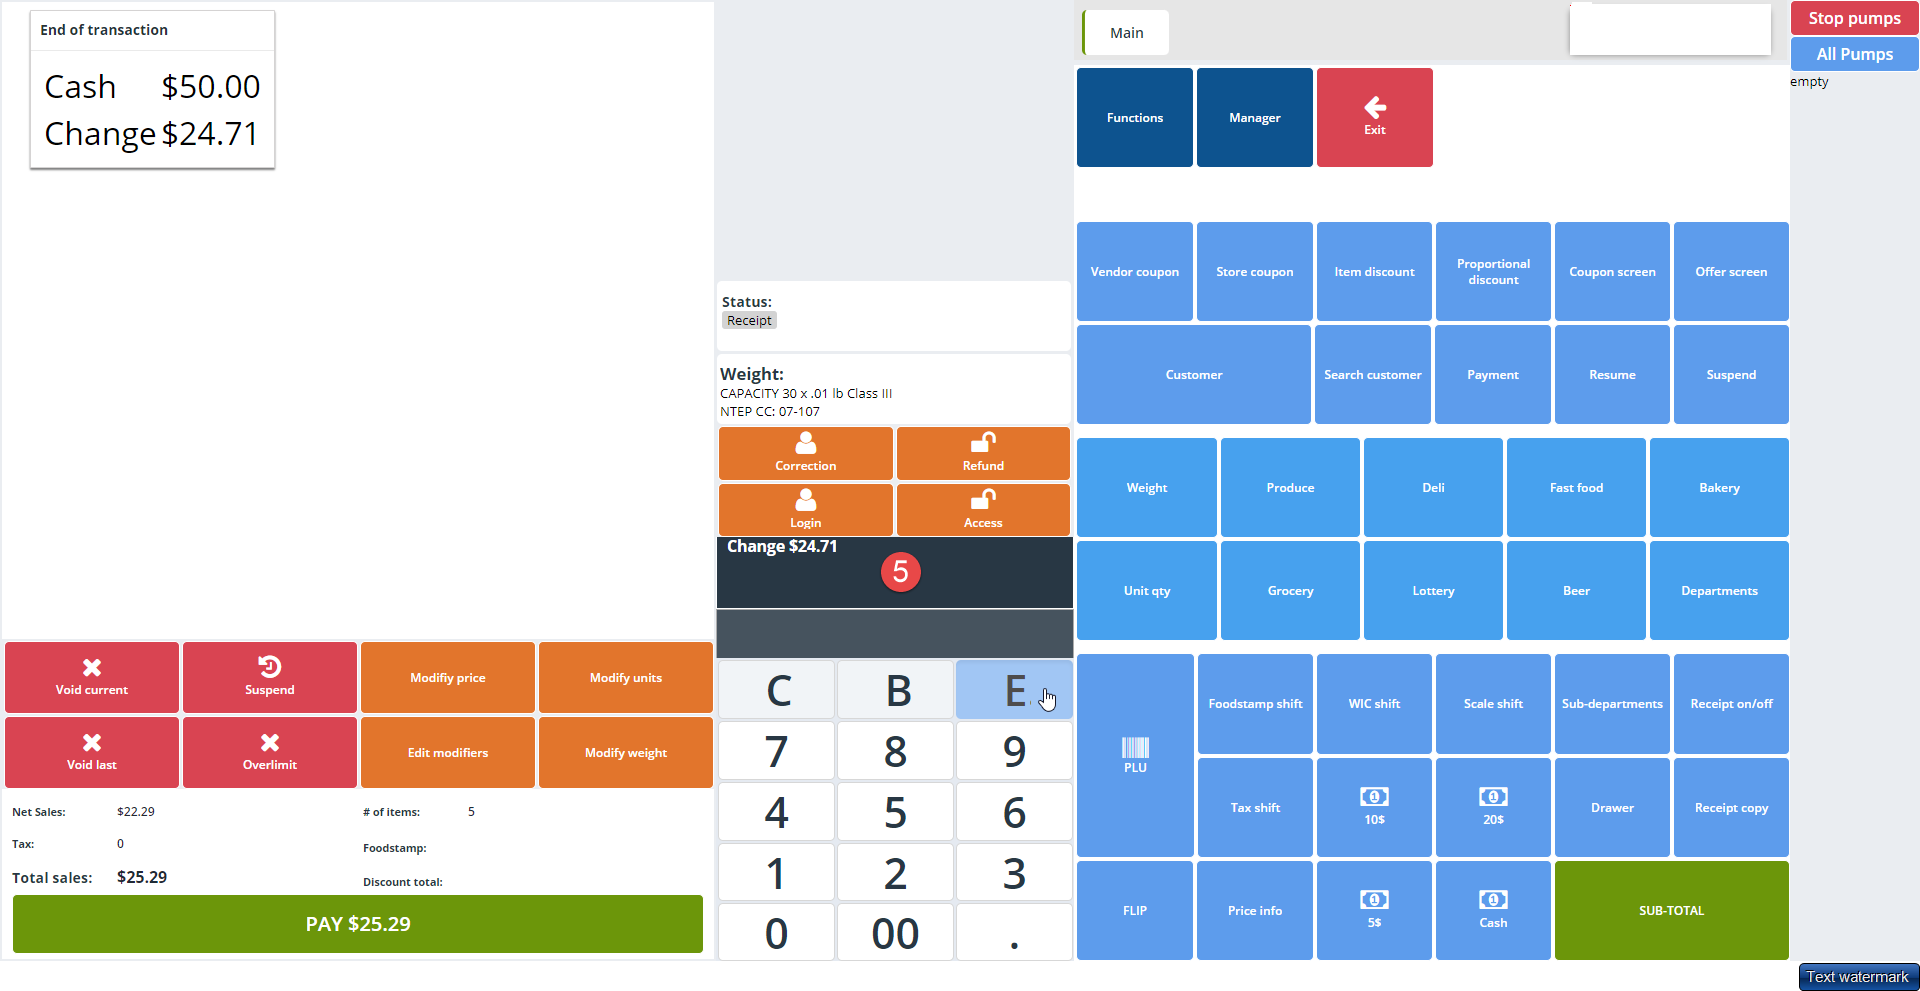 End of transaction
Cash $50.00
Change $24.71
Main
Stop pumps
All Pumps
empty
Functions
Manager
Exit
Vendor coupon
Store coupon
Item discount
Proportional
discount
Coupon screen
Offer screen
Status:
Receipt
Customer
Search customer
Payment
Resume
Suspend
Weight:
CAPACITY 30 x .01 lb Class III
NTEP CC: 07-107
Correction
Refund
Login
Access
Weight
Produce
Deli
Fast food
Bakery
Change $24.71
5
Unit qty
Grocery
Lottery
Beer
Departments
Void current
Suspend
Modifiy price
Modify units
Void last
Overlimit
Edit modifiers
Modify weight
Net Sales: $22.29
# of items: 5
Tax: 0
Foodstamp:
Total sales: $25.29
Discount total:
PAY $25.29
C B E
7 8 9
4 5 6
1 2 3
0 00 .
PLU
Foodstamp shift
WIC shift
Scale shift
Sub-departments
Receipt on/off
Tax shift
10$
20$
Drawer
Receipt copy
FLIP
Price info
5$
Cash
SUB-TOTAL
Text watermark